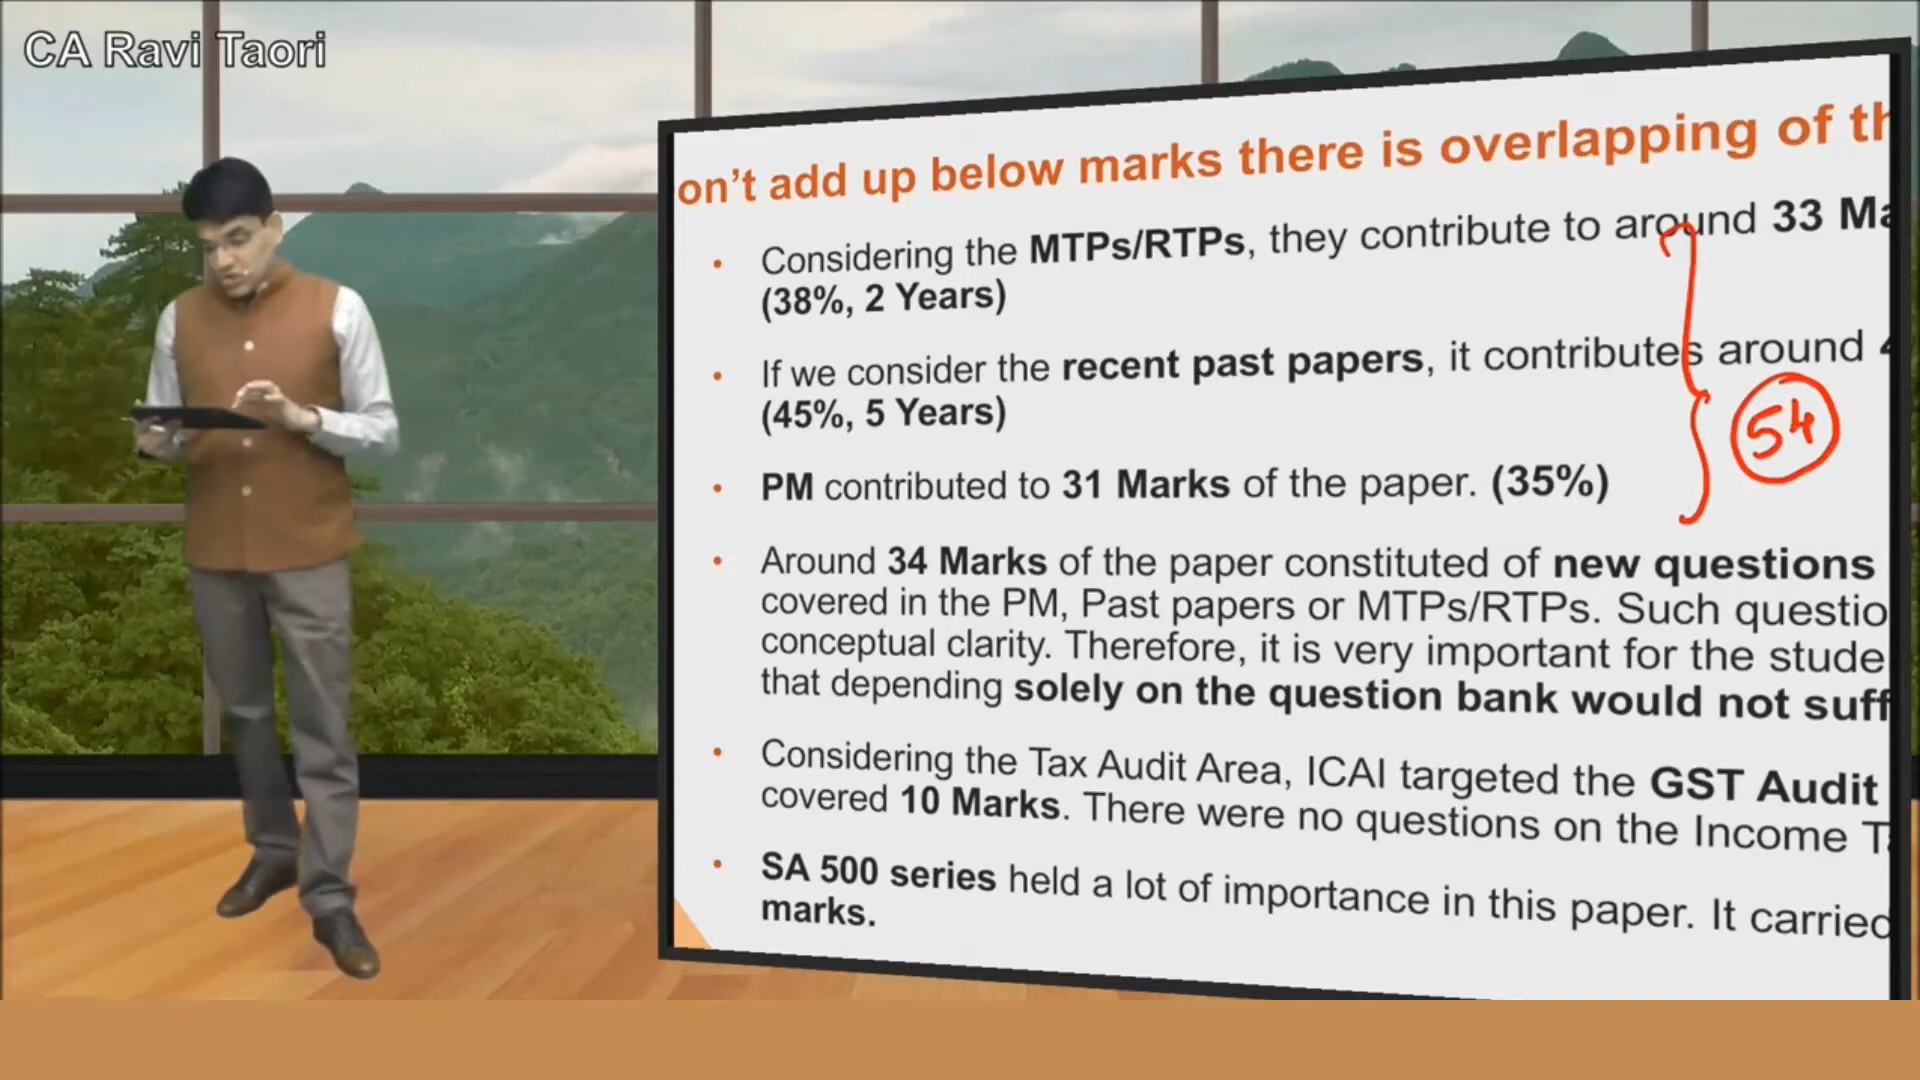 CA Ravi Taori
on’t add up below marks there is overlapping of th
• Considering the MTPs/RTPs, they contribute to around 33 Ma
(38%, 2 Years)
• If we consider the recent past papers, it contributes around
(45%, 5 Years)
54
• PM contributed to 31 Marks of the paper. (35%)
• Around 34 Marks of the paper constituted of new questions
covered in the PM, Past papers or MTPs/RTPs. Such questio
conceptual clarity. Therefore, it is very important for the stude
that depending solely on the question bank would not suff
• Considering the Tax Audit Area, ICAI targeted the GST Audit
covered 10 Marks. There were no questions on the Income T
• SA 500 series held a lot of importance in this paper. It carried
marks.